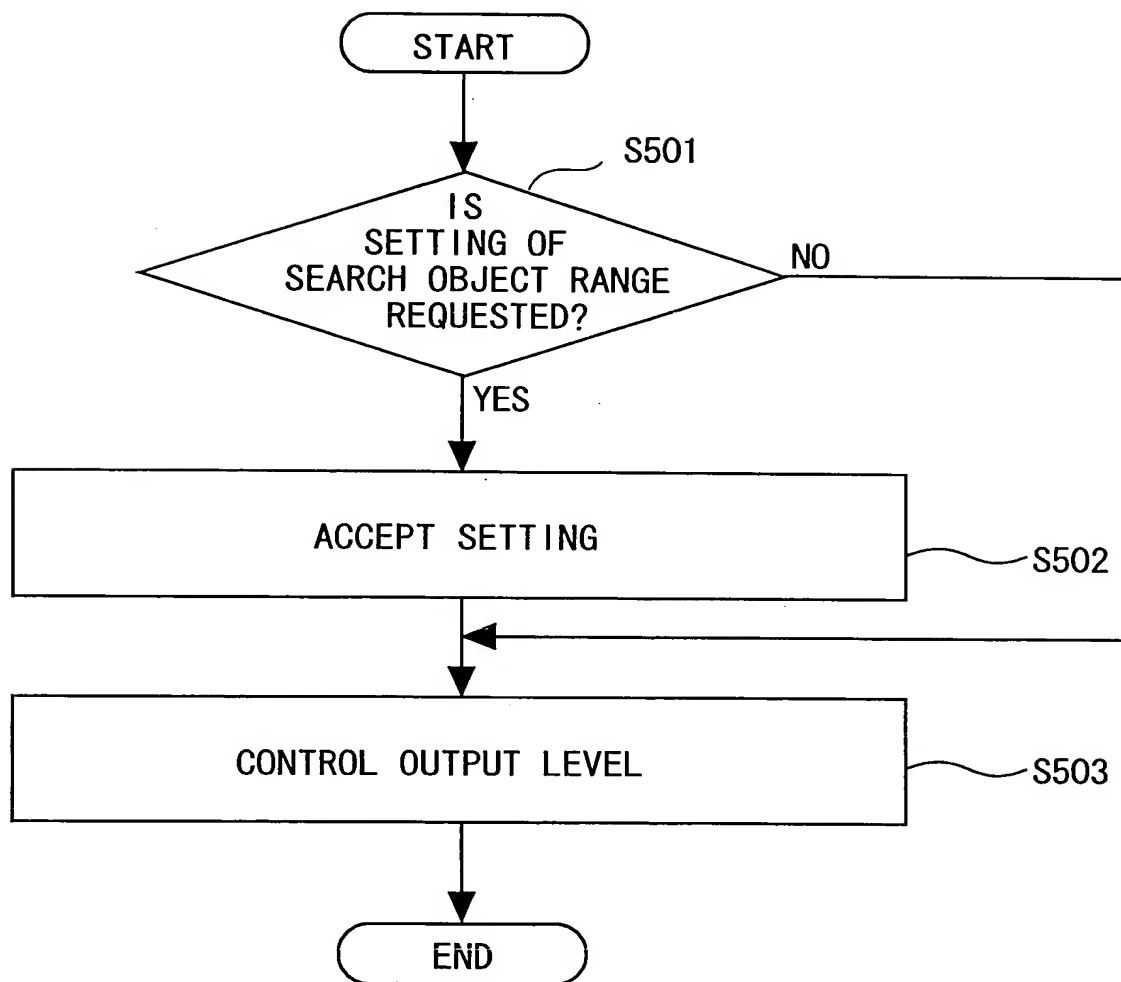 START
S501
IS
SETTING OF
SEARCH OBJECT RANGE
REQUESTED?
NO
YES
ACCEPT SETTING
S502
CONTROL OUTPUT LEVEL
S503
END